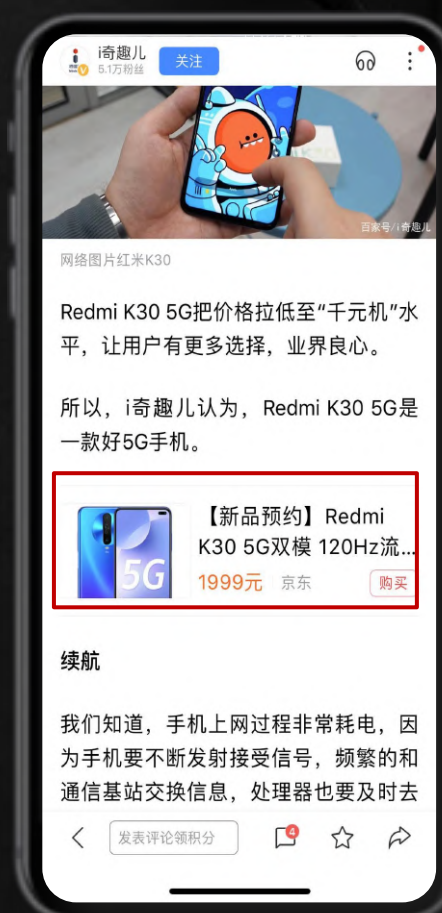 i奇趣儿
5.1万粉丝
关注
百家号/i奇趣儿
网络图片红米K30
Redmi K30 5G把价格拉低至“千元机”水
平，让用户有更多选择，业界良心。
所以，i奇趣儿认为，Redmi K30 5G是
一款好5G手机。
【新品预约】Redmi
K30 5G双模 120Hz流...
5G
1999元 京东
购买
续航
我们知道，手机上网过程非常耗电，因
为手机要不断发射接受信号，频繁的和
通信基站交换信息，处理器也要及时去
发表评论领积分
4